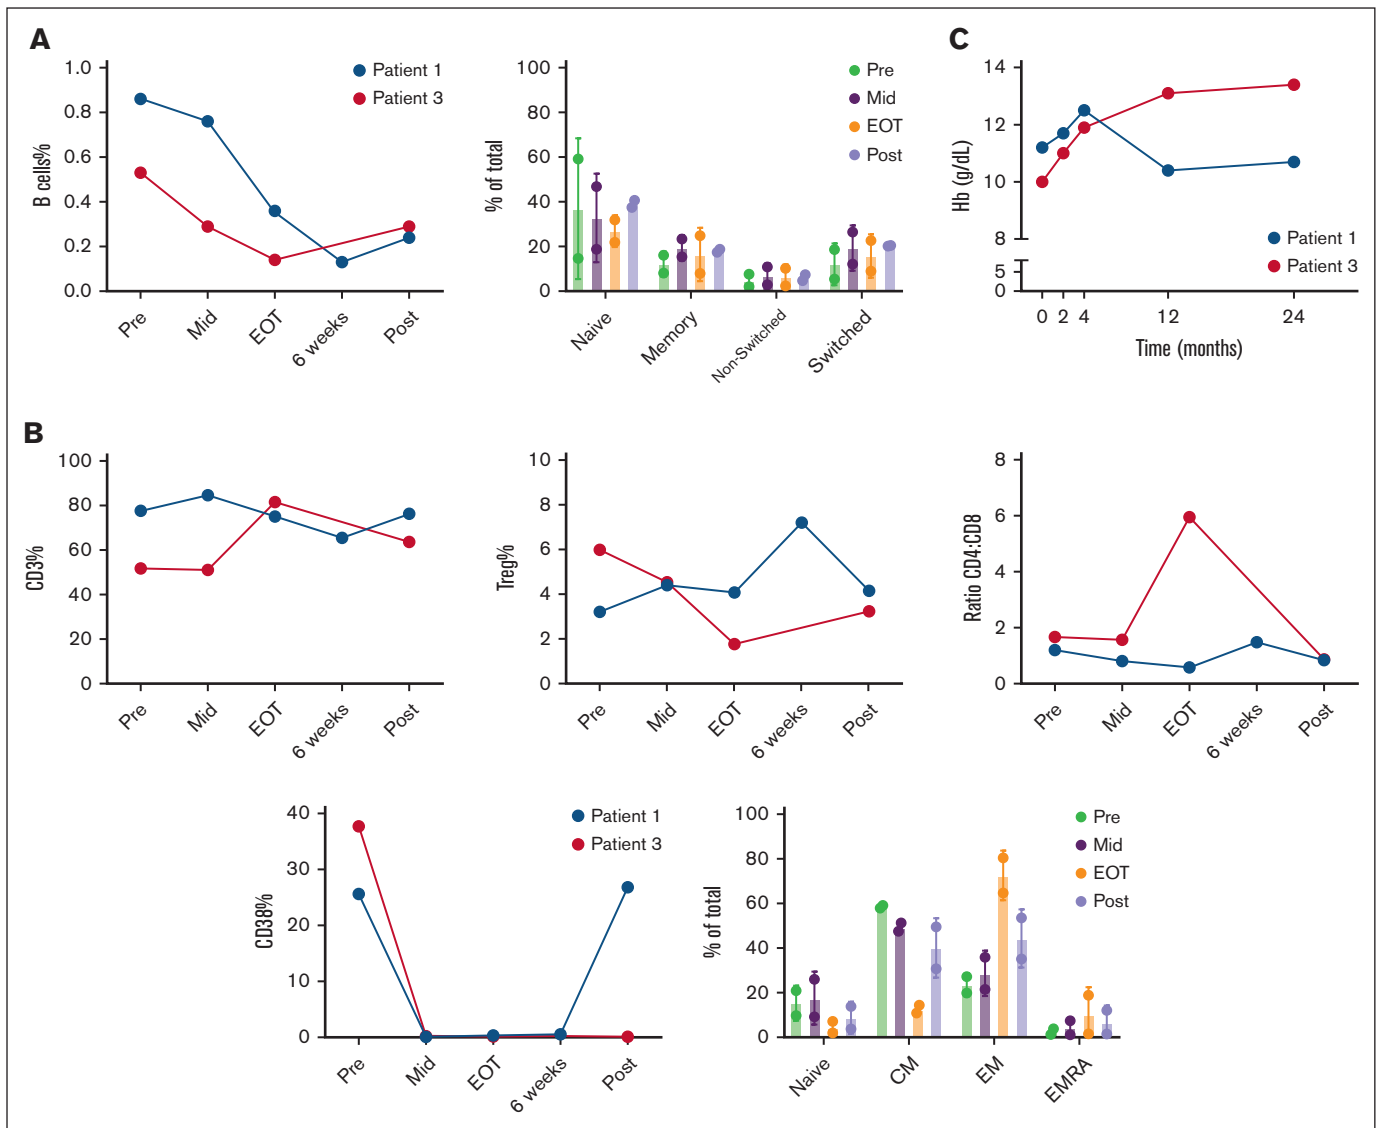 A
B cells%
1.0
0.8
0.6
0.4
0.2
0.0
Pre
Mid
EOT
6 weeks
Post
Patient 1
Patient 3
% of total
100
80
60
40
20
0
Naive
Memory
Non-Switched
Switched
Pre
Mid
EOT
Post
C
Hb (g/dL)
14
12
10
8
5
0
0 2 4 12 24
Time (months)
Patient 1
Patient 3
B
CD3%
100
80
60
40
20
0
Pre
Mid
EOT
6 weeks
Post
Treg%
10
8
6
4
2
0
Pre
Mid
EOT
6 weeks
Post
Ratio CD4:CD8
8
6
4
2
0
Pre
Mid
EOT
6 weeks
Post
CD38%
40
30
20
10
0
Pre
Mid
EOT
6 weeks
Post
Patient 1
Patient 3
% of total
100
80
60
40
20
0
Naive
CM
EM
EMRA
Pre
Mid
EOT
Post